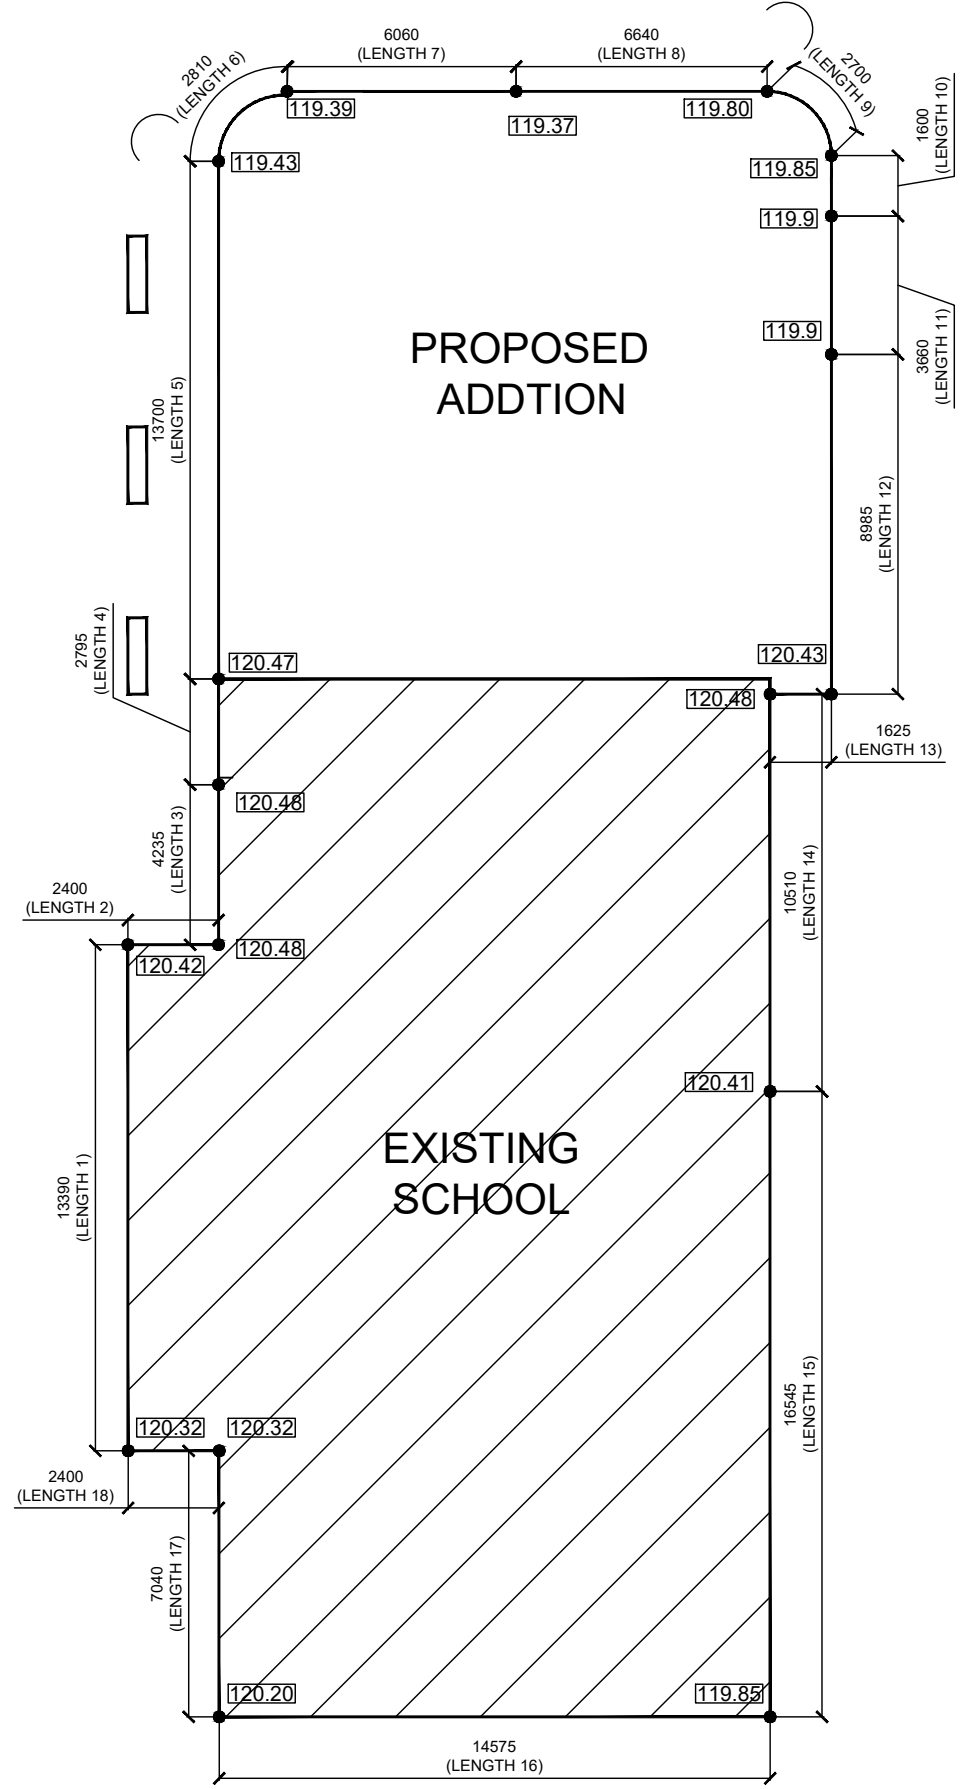 6060
(LENGTH 7)
6640
(LENGTH 8)
2810
(LENGTH 6)
2700
(LENGTH 9)
1600
(LENGTH 10)
119.39
119.37
119.80
119.43
119.85
119.9
119.9
3660
(LENGTH 11)
PROPOSED
ADDTION
13700
(LENGTH 5)
8985
(LENGTH 12)
2795
(LENGTH 4)
120.47
120.43
120.48
1625
(LENGTH 13)
120.48
4235
(LENGTH 3)
10510
(LENGTH 14)
2400
(LENGTH 2)
120.42
120.48
120.41
EXISTING
SCHOOL
13390
(LENGTH 1)
16545
(LENGTH 15)
120.32
120.32
2400
(LENGTH 18)
7040
(LENGTH 17)
120.20
119.85
14575
(LENGTH 16)